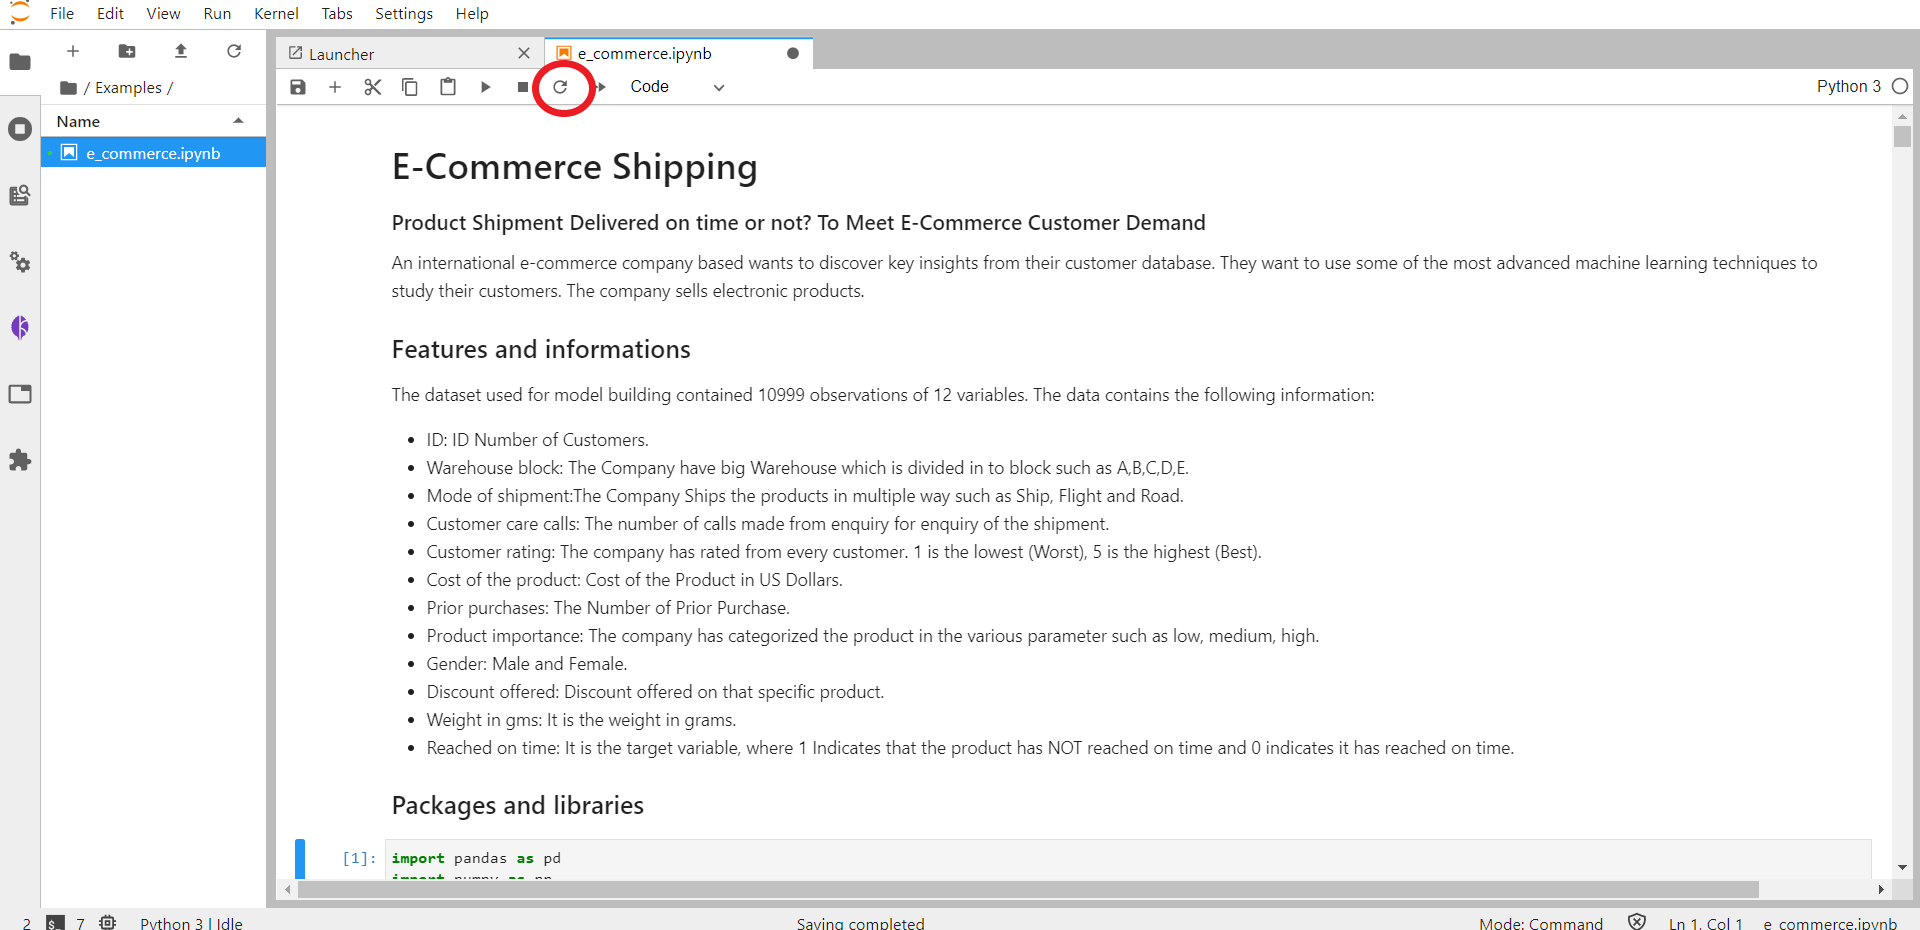 File Edit View Run Kernel Tabs Settings Help
Launcher
e_commerce.ipynb
/ Examples /
Code
Python 3
Name
e_commerce.ipynb
E-Commerce Shipping
Product Shipment Delivered on time or not? To Meet E-Commerce Customer Demand
An international e-commerce company based wants to discover key insights from their customer database. They want to use some of the most advanced machine learning techniques to
study their customers. The company sells electronic products.
Features and informations
The dataset used for model building contained 10999 observations of 12 variables. The data contains the following information:
• ID: ID Number of Customers.
• Warehouse block: The Company have big Warehouse which is divided in to block such as A,B,C,D,E.
• Mode of shipment:The Company Ships the products in multiple way such as Ship, Flight and Road.
• Customer care calls: The number of calls made from enquiry for enquiry of the shipment.
• Customer rating: The company has rated from every customer. 1 is the lowest (Worst), 5 is the highest (Best).
• Cost of the product: Cost of the Product in US Dollars.
• Prior purchases: The Number of Prior Purchase.
• Product importance: The company has categorized the product in the various parameter such as low, medium, high.
• Gender: Male and Female.
• Discount offered: Discount offered on that specific product.
• Weight in gms: It is the weight in grams.
• Reached on time: It is the target variable, where 1 Indicates that the product has NOT reached on time and 0 indicates it has reached on time.
Packages and libraries
[1]: import pandas as pd
import numpy as np
2 $_ 7 Python 3 | Idle Saving completed Mode: Command Ln 1, Col 1 e_commerce.ipynb